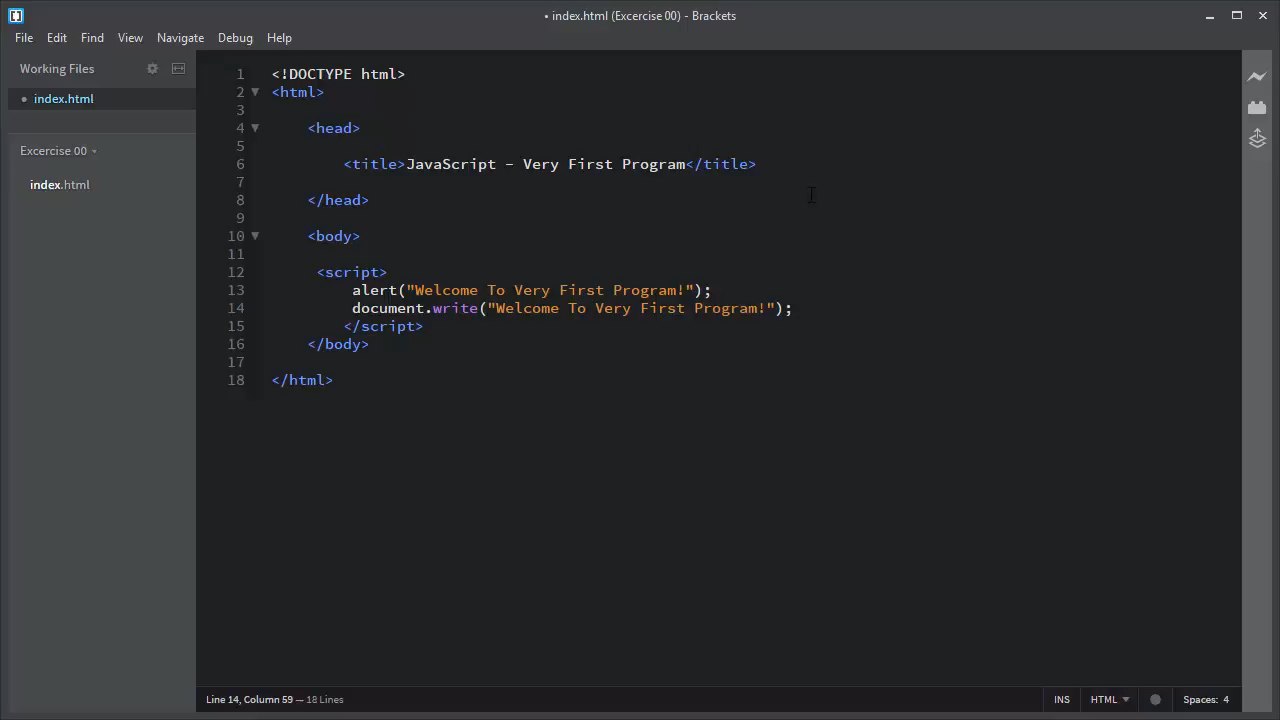 • index.html (Excercise 00) - Brackets
File Edit Find View Navigate Debug Help
Working Files
• index.html
Excercise 00
index.html
1 <!DOCTYPE html>
2 <html>
3
4 <head>
5
6 <title>JavaScript - Very First Program</title>
7
8 </head>
9
10 <body>
11
12 <script>
13 alert("Welcome To Very First Program!");
14 document.write("Welcome To Very First Program!");
15 </script>
16 </body>
17
18 </html>
Line 14, Column 59 — 18 Lines INS HTML Spaces: 4